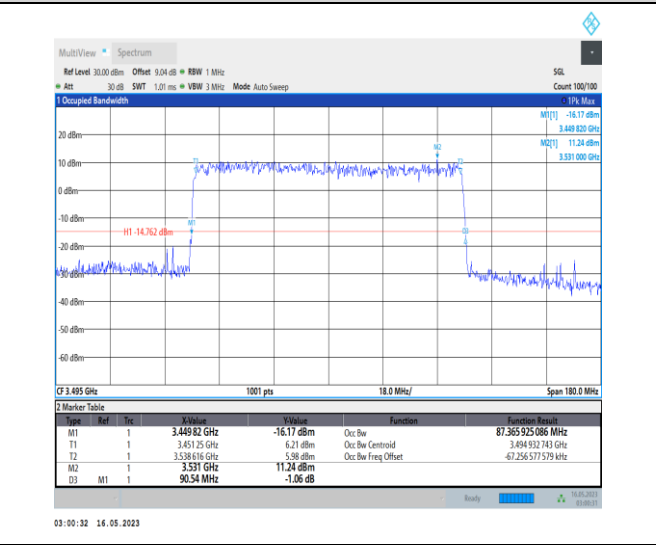 MultiView Spectrum
Ref Level 30.00 dBm Offset 9.04 dB RBW 1 MHz SGL
Att 30 dB SWT 1.01 ms VBW 3 MHz Mode Auto Sweep Count 100/100
1 Occupied Bandwidth 1Pk Max
M1[1] -16.17 dBm
3.449 820 GHz
M2[1] 11.24 dBm
3.531 000 GHz
20 dBm
M2
10 dBm
T1 T2
0 dBm
-10 dBm
M1
H1 -14.762 dBm
D3
-20 dBm
-30 dBm
-40 dBm
-50 dBm
-60 dBm
CF 3.495 GHz 1001 pts 18.0 MHz/ Span 180.0 MHz
2 Marker Table
Type Ref Trc X-Value Y-Value Function Function Result
M1 1 3.449 82 GHz -16.17 dBm Occ Bw 87.365 925 086 MHz
T1 1 3.451 25 GHz 6.21 dBm Occ Bw Centroid 3.494 932 743 GHz
T2 1 3.538 616 GHz 5.98 dBm Occ Bw Freq Offset -67.256 577 579 kHz
M2 1 3.531 GHz 11.24 dBm
D3 M1 1 90.54 MHz -1.06 dB
Ready 16.05.2023
03:00:31
03:00:32 16.05.2023